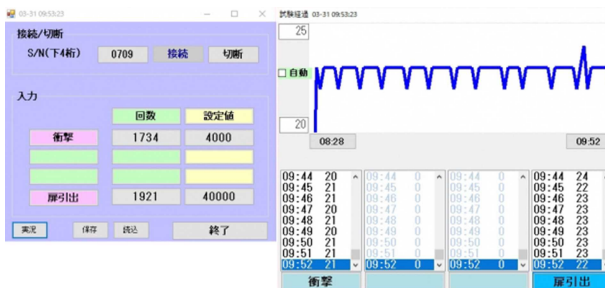 03-31 09:53:23
接続/切断
S/N(下4桁) 0709 接続 切断
入力
回数 設定値
衝撃 1734 4000
扉引出 1921 40000
実況 保存 読込 終了
試験経過 03-31 09:53:23
25
自動
20
08:28 09:52
09:44 20 09:44 0 09:44 0 09:44 24
09:45 21 09:45 0 09:45 0 09:45 22
09:46 21 09:46 0 09:46 0 09:46 23
09:47 20 09:47 0 09:47 0 09:47 23
09:48 21 09:48 0 09:48 0 09:48 23
09:49 20 09:49 0 09:49 0 09:49 23
09:50 21 09:50 0 09:50 0 09:50 23
09:51 21 09:51 0 09:51 0 09:51 23
09:52 21 09:52 0 09:52 0 09:52 22
衝撃 扉引出